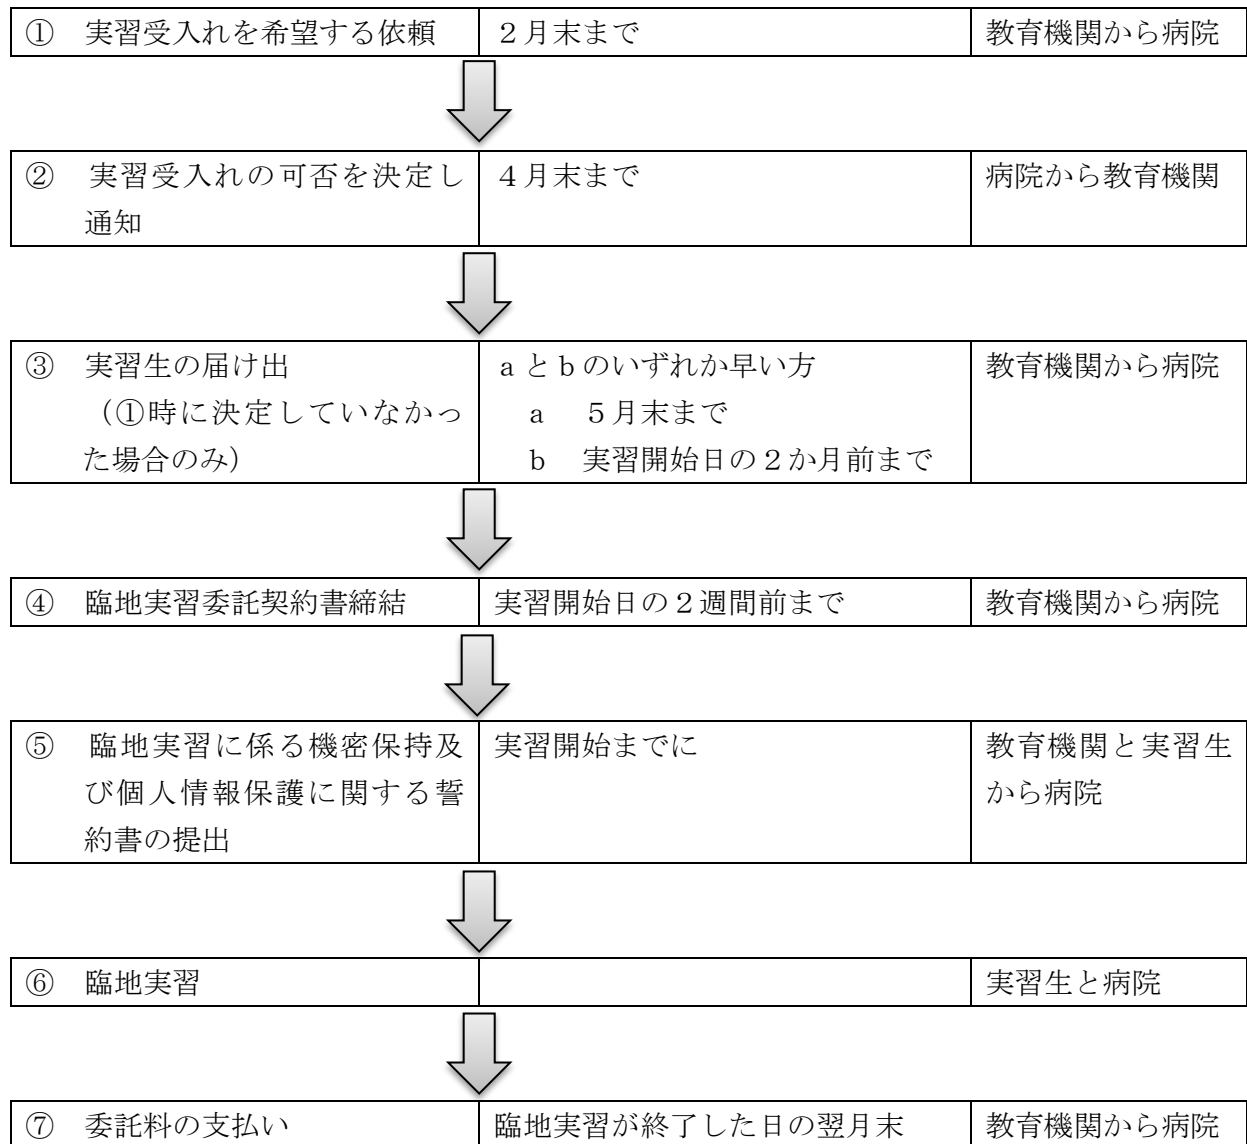 ① 実習受入れを希望する依頼 ２月末まで 教育機関から病院
② 実習受入れの可否を決定し ４月末まで 病院から教育機関
通知
③ 実習生の届け出 ａとｂのいずれか早い方 教育機関から病院
（①時に決定していなかっ ａ ５月末まで
た場合のみ） ｂ 実習開始日の２か月前まで
④ 臨地実習委託契約書締結 実習開始日の２週間前まで 教育機関から病院
⑤ 臨地実習に係る機密保持及 実習開始までに 教育機関と実習生
び個人情報保護に関する誓 から病院
約書の提出
⑥ 臨地実習 実習生と病院
⑦ 委託料の支払い 臨地実習が終了した日の翌月末 教育機関から病院